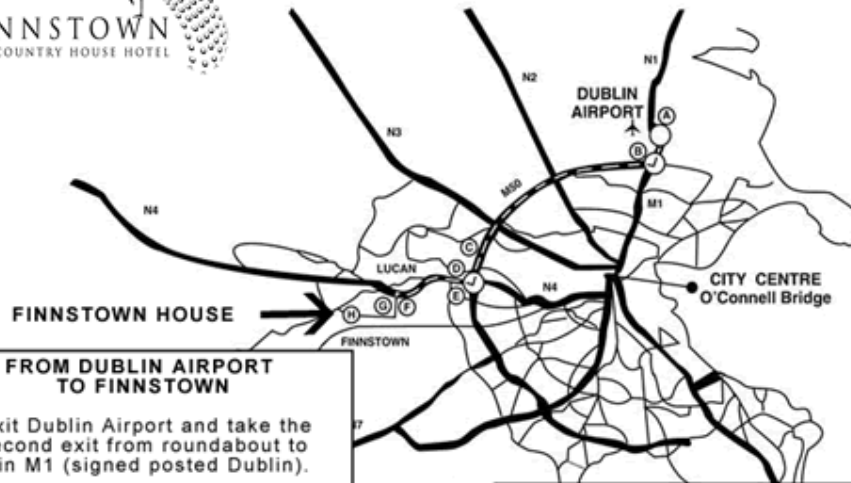 NNSTOWN
COUNTRY HOUSE HOTEL
N1
N2
DUBLIN
AIRPORT
A
B
N3
M50
M1
N4
C
LUCAN
D
E
N4
CITY CENTRE
O'Connell Bridge
FINNSTOWN HOUSE
H
G
F
FINNSTOWN
FROM DUBLIN AIRPORT
TO FINNSTOWN
xit Dublin Airport and take the
econd exit from roundabout to
in M1 (signed posted Dublin).
7